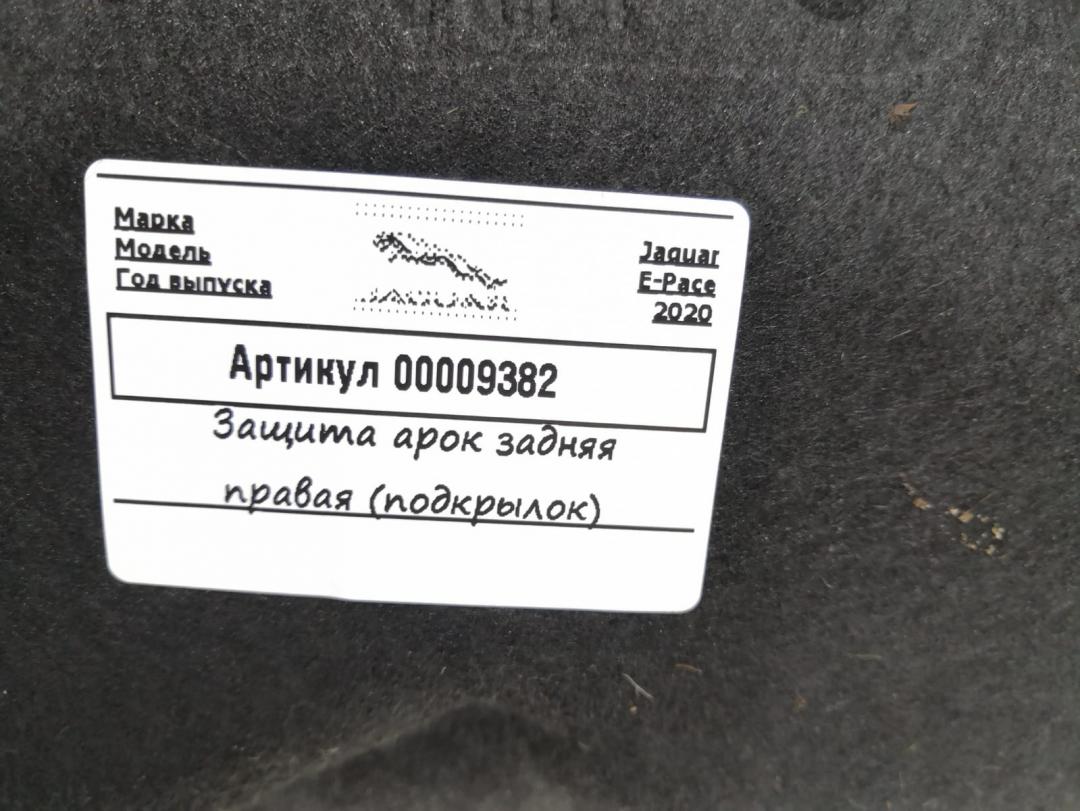 Марка Jaguar
Модель E-Pace
Год выпуска 2020
Артикул 00009382
Защита арок задняя
правая (подкрылок)